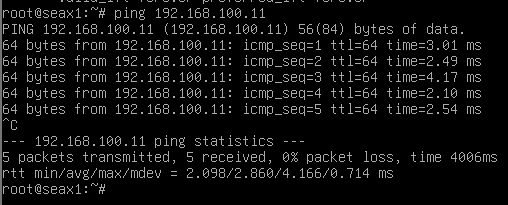 root@seax1:~# ping 192.168.100.11
PING 192.168.100.11 (192.168.100.11) 56(84) bytes of data.
64 bytes from 192.168.100.11: icmp_seq=1 ttl=64 time=3.01 ms
64 bytes from 192.168.100.11: icmp_seq=2 ttl=64 time=2.49 ms
64 bytes from 192.168.100.11: icmp_seq=3 ttl=64 time=4.17 ms
64 bytes from 192.168.100.11: icmp_seq=4 ttl=64 time=2.10 ms
64 bytes from 192.168.100.11: icmp_seq=5 ttl=64 time=2.54 ms
^C
--- 192.168.100.11 ping statistics ---
5 packets transmitted, 5 received, 0% packet loss, time 4006ms
rtt min/avg/max/mdev = 2.098/2.860/4.166/0.714 ms
root@seax1:~#